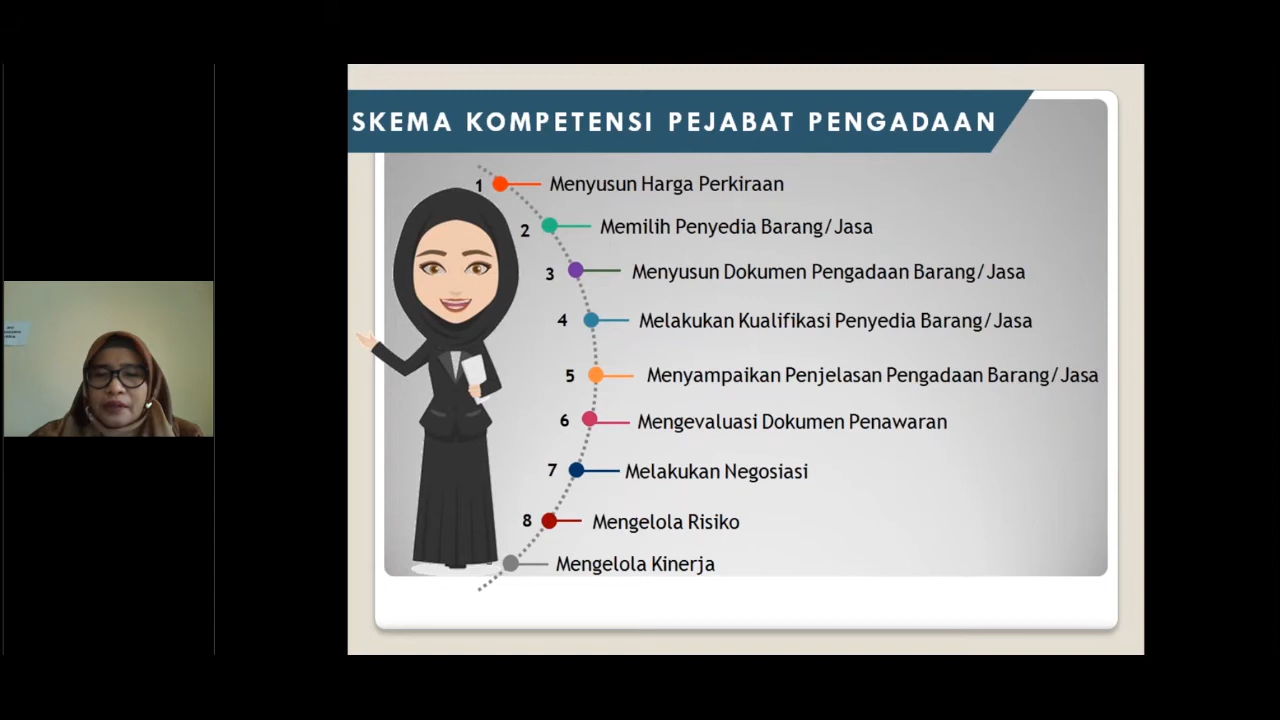 SKEMA KOMPETENSI PEJABAT PENGADAAN
1 Menyusun Harga Perkiraan
2 Memilih Penyedia Barang/Jasa
3 Menyusun Dokumen Pengadaan Barang/Jasa
4 Melakukan Kualifikasi Penyedia Barang/Jasa
5 Menyampaikan Penjelasan Pengadaan Barang/Jasa
6 Mengevaluasi Dokumen Penawaran
7 Melakukan Negosiasi
8 Mengelola Risiko
Mengelola Kinerja